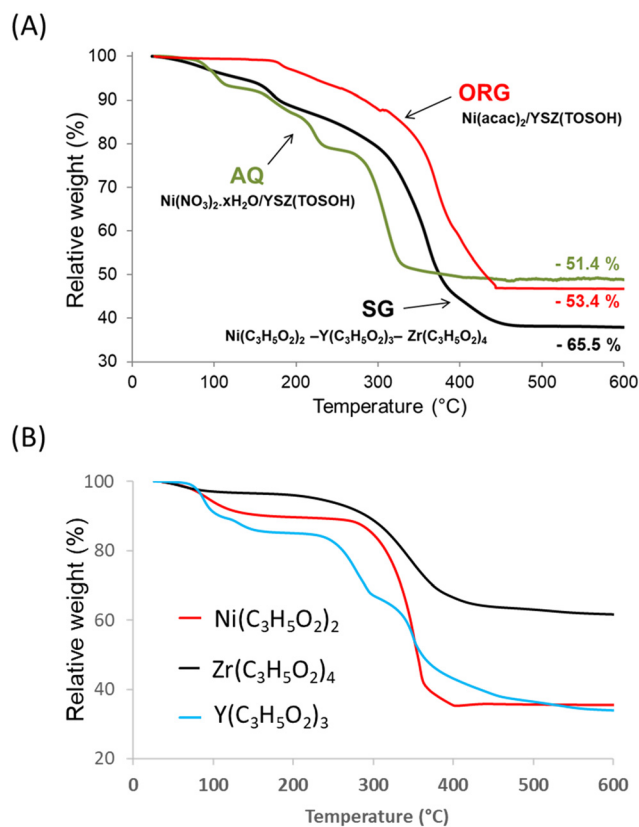 (A)
Relative weight (%)
100
90
80
70
60
50
40
30
ORG
Ni(acac)₂/YSZ(TOSOH)
AQ
Ni(NO₃)₂.xH₂O/YSZ(TOSOH)
- 51.4 %
- 53.4 %
SG
Ni(C₃H₅O₂)₂ –Y(C₃H₅O₂)₃– Zr(C₃H₅O₂)₄
- 65.5 %
0 100 200 300 400 500 600
Temperature (°C)
(B)
Relative weight (%)
100
80
60
40
20
Ni(C₃H₅O₂)₂
Zr(C₃H₅O₂)₄
Y(C₃H₅O₂)₃
0 100 200 300 400 500 600
Temperature (°C)